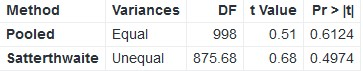 Method Variances DF t Value Pr > |t|
Pooled Equal 998 0.51 0.6124
Satterthwaite Unequal 875.68 0.68 0.4974